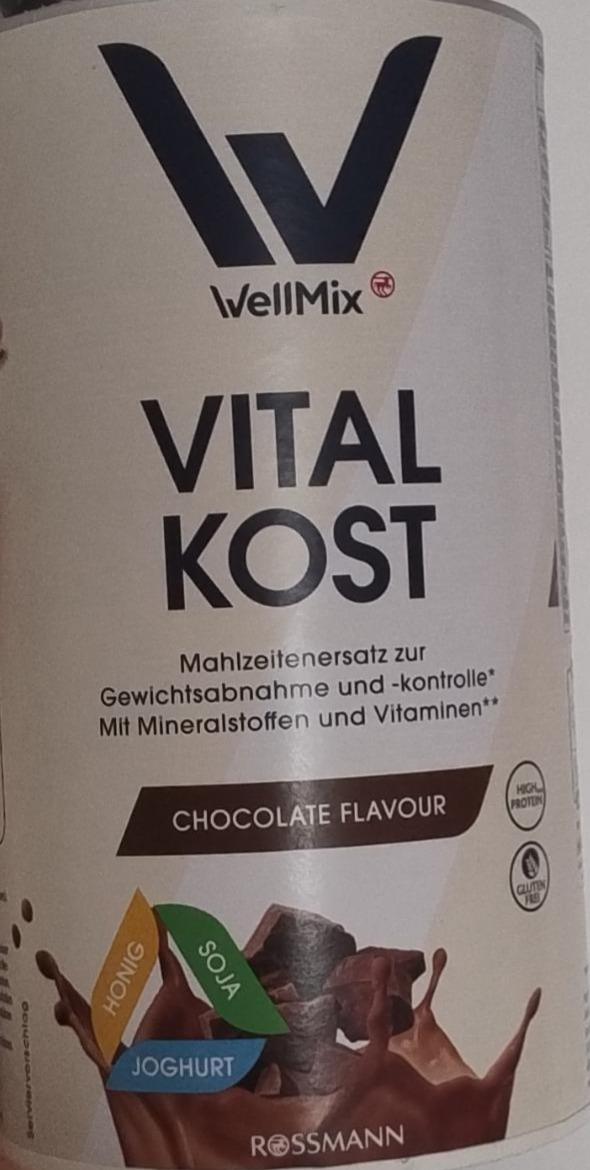 WellMix
VITAL
KOST
Mahlzeitenersatz zur
Gewichtsabnahme und -kontrolle*
Mit Mineralstoffen und Vitaminen**
CHOCOLATE FLAVOUR
HIGH
PROTEIN
GLUTEN
FREI
HONIG
SOJA
JOGHURT
Serviervorschlag
ROSSMANN